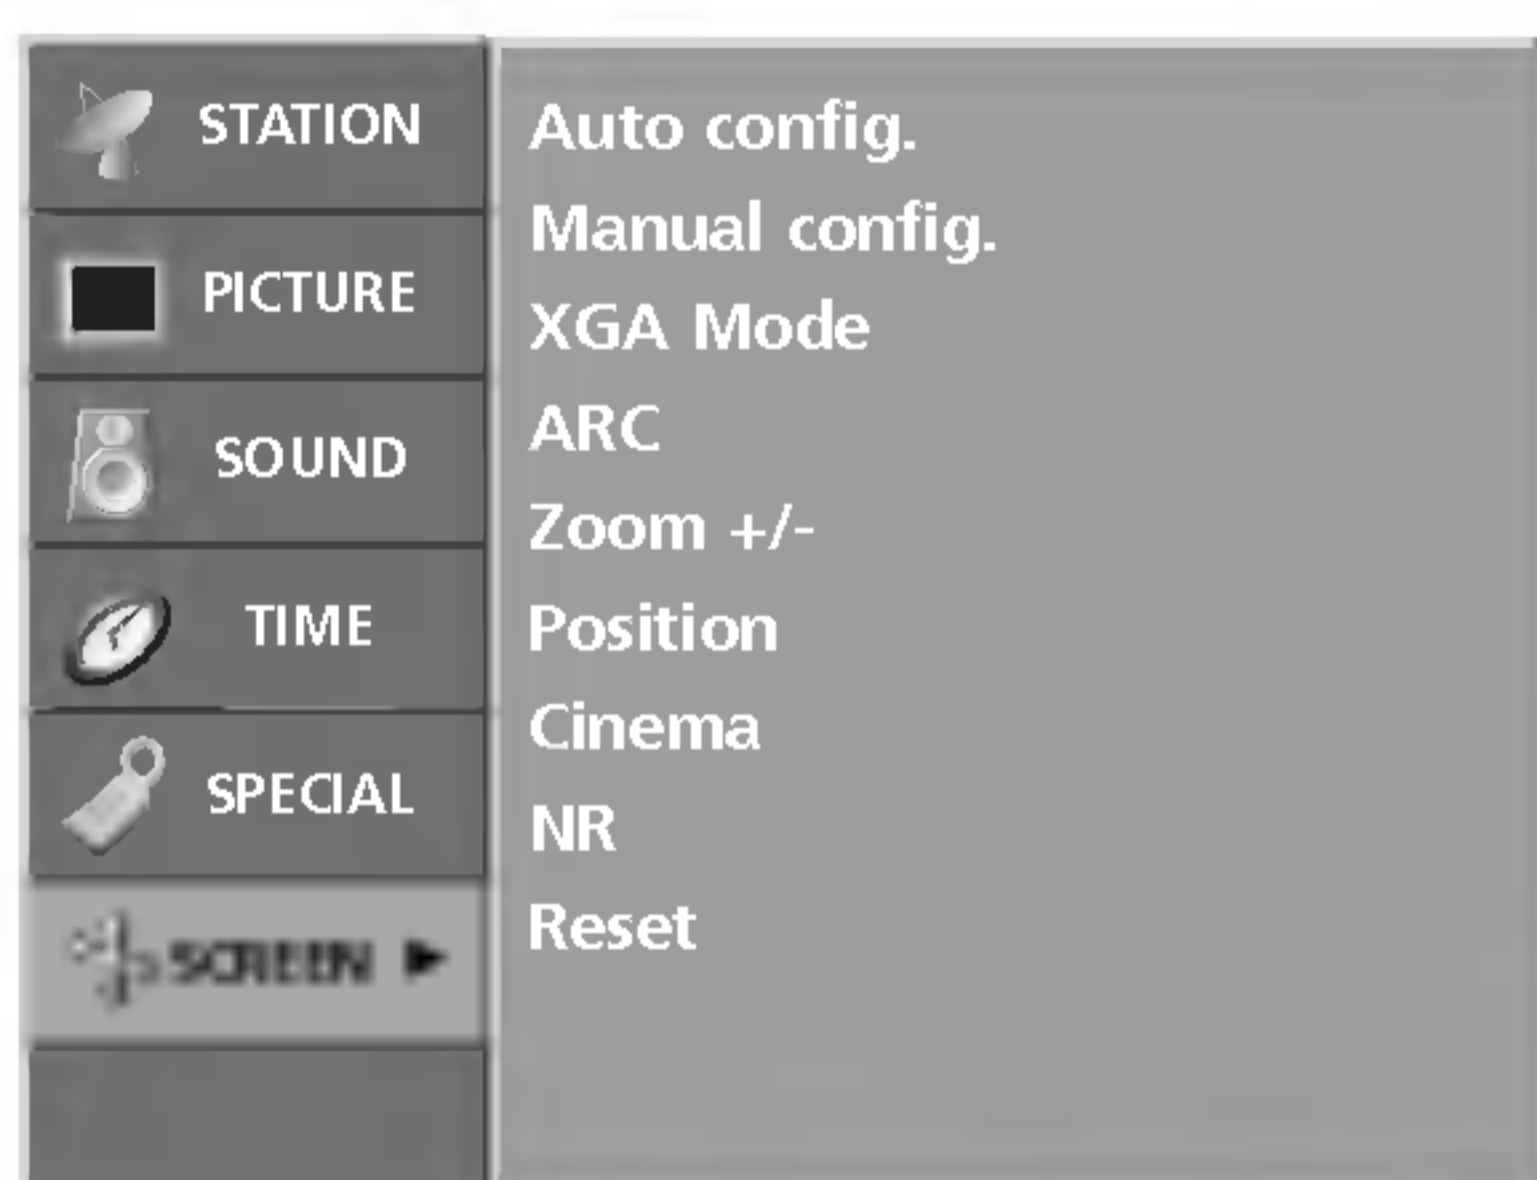 STATION
PICTURE
SOUND
TIME
SPECIAL
SCREEN ►
Auto config.
Manual config.
XGA Mode
ARC
Zoom +/-
Position
Cinema
NR
Reset